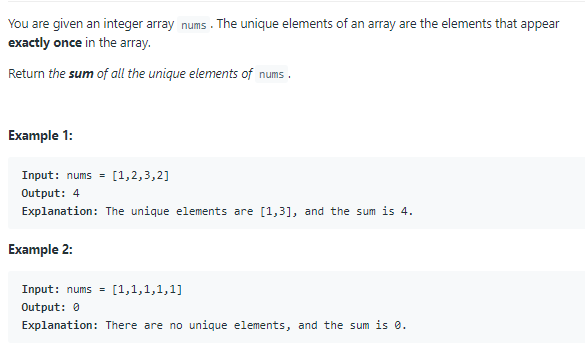 You are given an integer array nums. The unique elements of an array are the elements that appear
exactly once in the array.
Return the sum of all the unique elements of nums.
Example 1:
Input: nums = [1,2,3,2]
Output: 4
Explanation: The unique elements are [1,3], and the sum is 4.
Example 2:
Input: nums = [1,1,1,1,1]
Output: 0
Explanation: There are no unique elements, and the sum is 0.